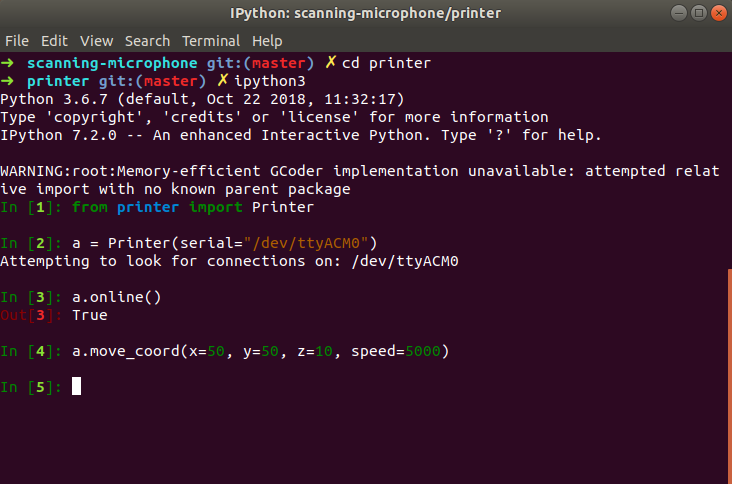 IPython: scanning-microphone/printer
File Edit View Search Terminal Help
➜ scanning-microphone git:(master) ✗ cd printer
➜ printer git:(master) ✗ ipython3
Python 3.6.7 (default, Oct 22 2018, 11:32:17)
Type 'copyright', 'credits' or 'license' for more information
IPython 7.2.0 -- An enhanced Interactive Python. Type '?' for help.
WARNING:root:Memory-efficient GCoder implementation unavailable: attempted relat
ive import with no known parent package
In [1]: from printer import Printer
In [2]: a = Printer(serial="/dev/ttyACM0")
Attempting to look for connections on: /dev/ttyACM0
In [3]: a.online()
Out[3]: True
In [4]: a.move_coord(x=50, y=50, z=10, speed=5000)
In [5]: